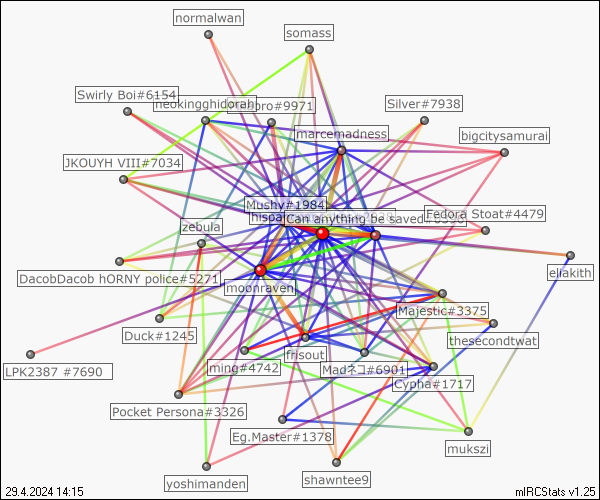 normalwan
somass
Swirly Boi#6154
neokingghidorah
#9971
Silver#7938
marcemadness
bigcitysamurai
JKOUYH VIII#7034
Mushy#1984
Can anything be saved
Fedora Stoat#4479
zebula
DacobDacob hORNY police#5271
moonraven
eliakith
Majestic#3375
Duck#1245
thesecondtwat
frisout
LPK2387 #7690
ming#4742
Madネコ#6901
Cypha#1717
Pocket Persona#3326
Eg.Master#1378
mukszi
yoshimanden
shawntee9
29.4.2024 14:15
mIRCStats v1.25